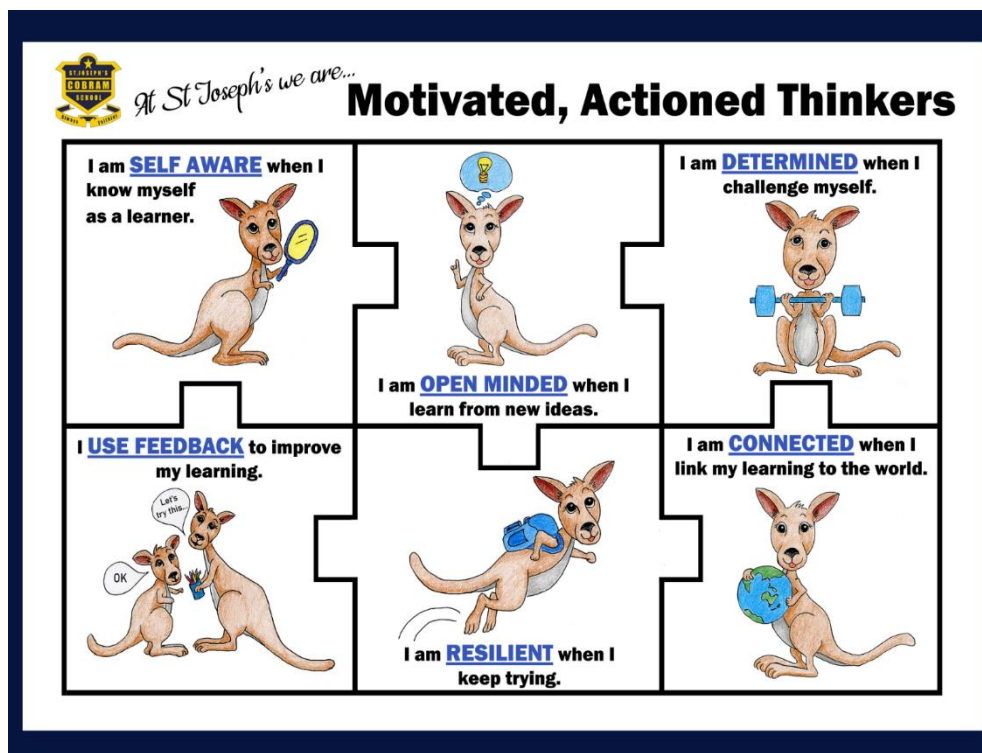 ST. JOSEPH'S
COBRAM
SCHOOL
ALWAYS FAITHFUL
At St Joseph's we are...
Motivated, Actioned Thinkers
I am SELF AWARE when I
know myself
as a learner.
I am OPEN MINDED when I
learn from new ideas.
I am DETERMINED when I
challenge myself.
I USE FEEDBACK to improve
my learning.
Let's
try this...
OK
I am RESILIENT when I
keep trying.
I am CONNECTED when I
link my learning to the world.